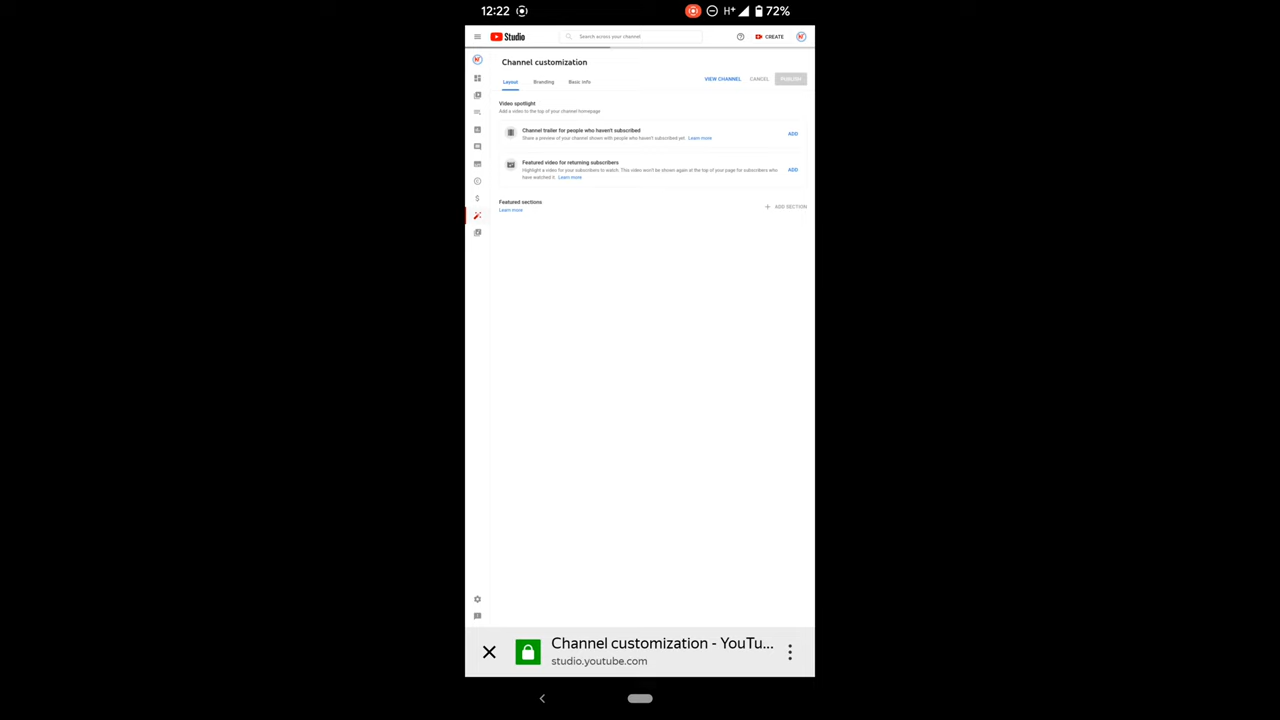 12:22 H+ 72%
Studio Search across your channel CREATE
Channel customization
Layout Branding Basic info VIEW CHANNEL CANCEL PUBLISH
Video spotlight
Add a video to the top of your channel homepage
Channel trailer for people who haven't subscribed
Share a preview of your channel shown with people who haven't subscribed yet Learn more
ADD
Featured video for returning subscribers
Highlight a video for your subscribers to watch. This video won't be shown again at the top of your page for subscribers who
have watched it. Learn more
ADD
Featured sections
Learn more
+ ADD SECTION
Channel customization - YouTu...
studio.youtube.com